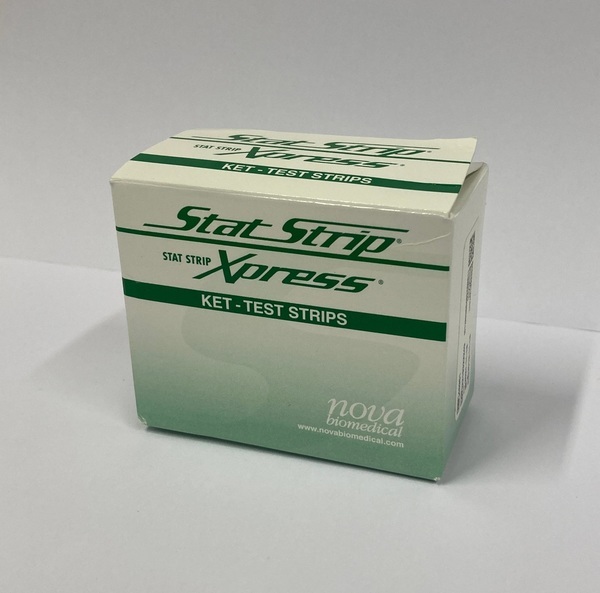 Stat Strip®
STAT STRIP Xpress®
KET - TEST STRIPS
Stat Strip®
STAT STRIP Xpress®
KET - TEST STRIPS
nova
biomedical
www.novabiomedical.com